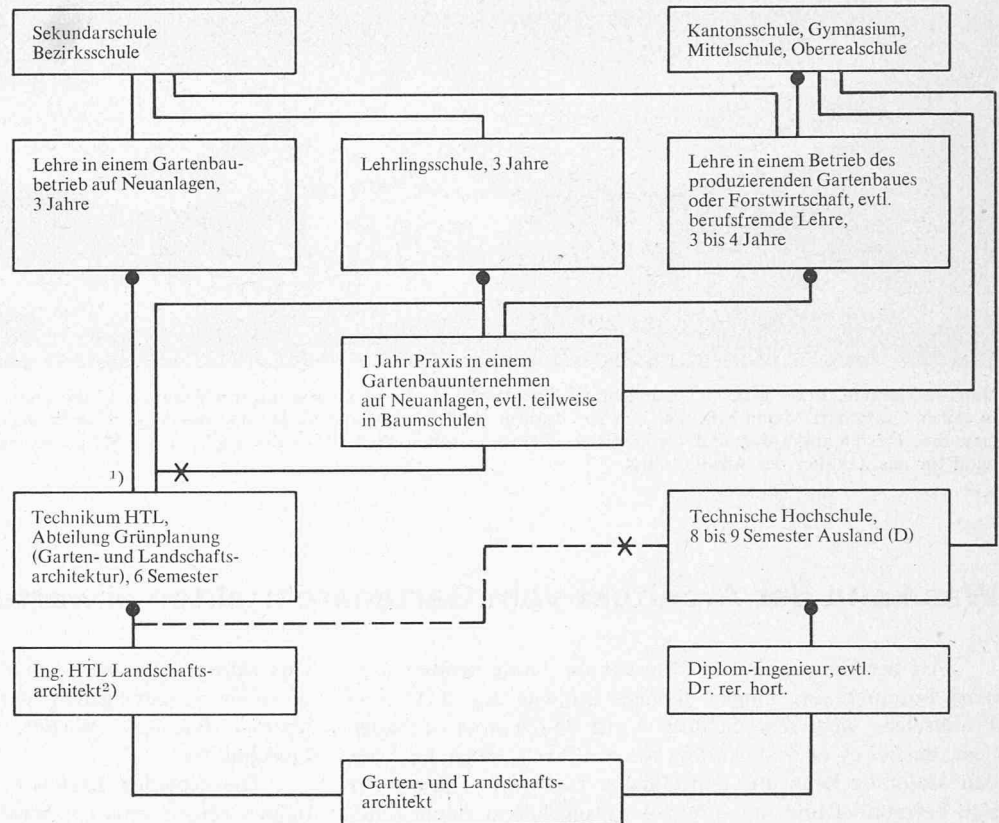 Sekundarschule
Bezirksschule
Kantonsschule, Gymnasium,
Mittelschule, Oberrealschule
Lehre in einem Gartenbau-
betrieb auf Neuanlagen,
3 Jahre
Lehrlingsschule, 3 Jahre
Lehre in einem Betrieb des
produzierenden Gartenbaues
oder Forstwirtschaft, evtl.
berufsfremde Lehre,
3 bis 4 Jahre
1 Jahr Praxis in einem
Gartenbauunternehmen
auf Neuanlagen, evtl. teilweise
in Baumschulen
1)
Technikum HTL,
Abteilung Grünplanung
(Garten- und Landschafts-
architektur), 6 Semester
Technische Hochschule,
8 bis 9 Semester Ausland (D)
Ing. HTL Landschafts-
architekt²)
Diplom-Ingenieur, evtl.
Dr. rer. hort.
Garten- und Landschafts-
architekt